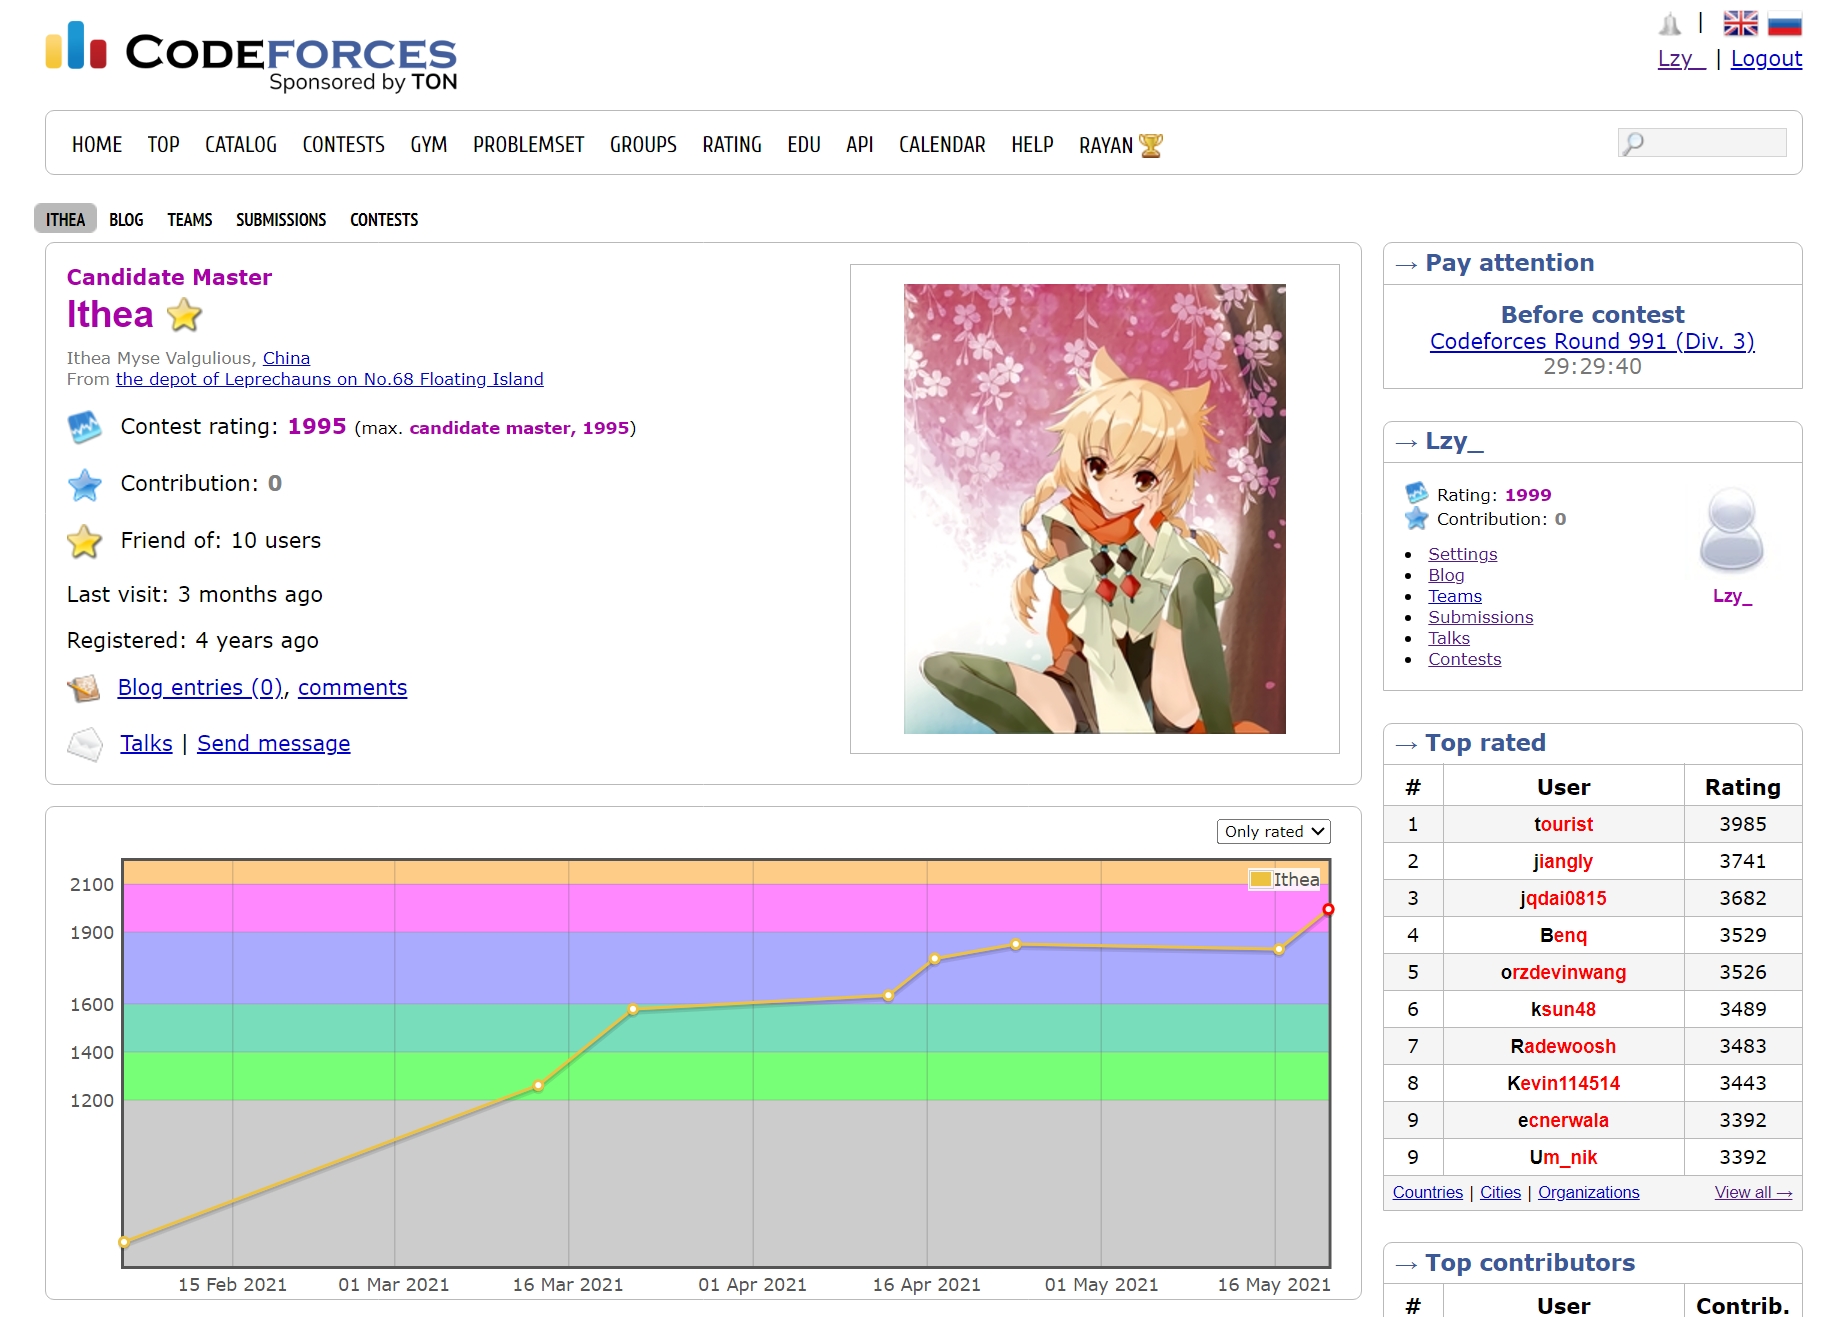 CODEFORCES
Sponsored by TON
|
Lzy_ | Logout
HOME TOP CATALOG CONTESTS GYM PROBLEMSET GROUPS RATING EDU API CALENDAR HELP RAYAN
ITHEA BLOG TEAMS SUBMISSIONS CONTESTS
Candidate Master
Ithea
Ithea Myse Valgulious, China
From the depot of Leprechauns on No.68 Floating Island
Contest rating: 1995 (max. candidate master, 1995)
Contribution: 0
Friend of: 10 users
Last visit: 3 months ago
Registered: 4 years ago
Blog entries (0), comments
Talks | Send message
Only rated
Ithea
2100
1900
1600
1400
1200
15 Feb 2021 01 Mar 2021 16 Mar 2021 01 Apr 2021 16 Apr 2021 01 May 2021 16 May 2021
→ Pay attention
Before contest
Codeforces Round 991 (Div. 3)
29:29:40
→ Lzy_
Rating: 1999
Contribution: 0
Settings
Blog
Teams
Submissions
Talks
Contests
Lzy_
→ Top rated
# User Rating
1 tourist 3985
2 jiangly 3741
3 jqdai0815 3682
4 Benq 3529
5 orzdevinwang 3526
6 ksun48 3489
7 Radewoosh 3483
8 Kevin114514 3443
9 ecnerwala 3392
9 Um_nik 3392
Countries | Cities | Organizations View all →
→ Top contributors
# User Contrib.